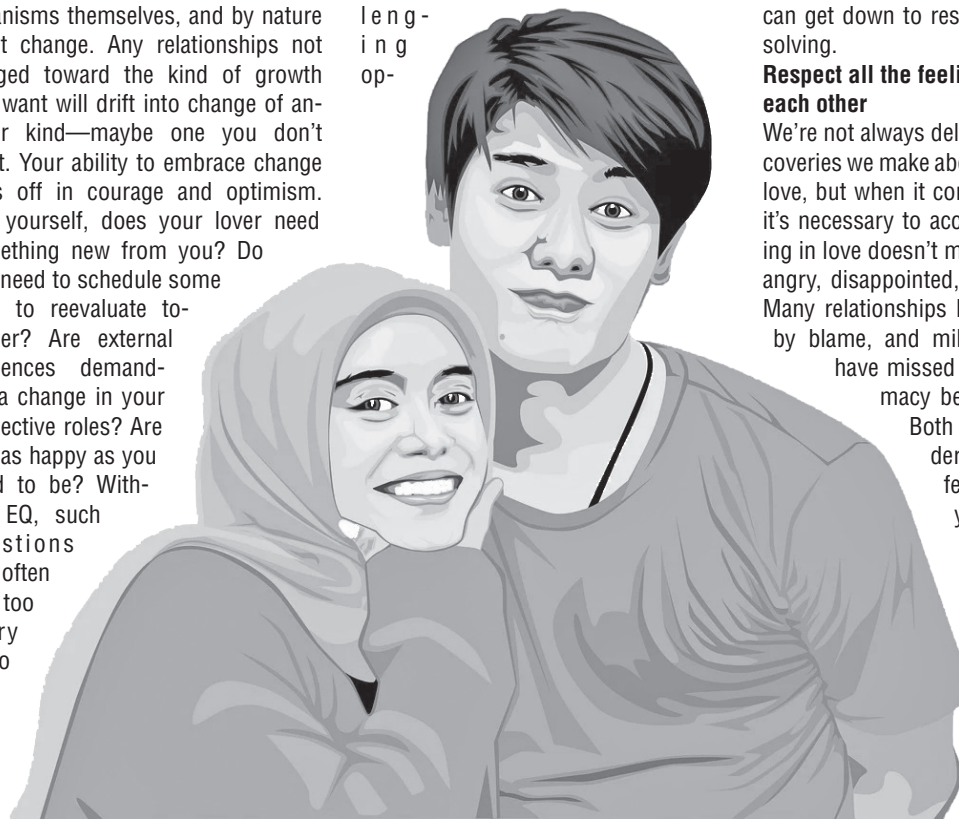 anisms themselves, and by nature
t change. Any relationships not
ged toward the kind of growth
want will drift into change of an-
r kind—maybe one you don't
t. Your ability to embrace change
s off in courage and optimism.
yourself, does your lover need
ething new from you? Do
need to schedule some
to reevaluate to-
er? Are external
ences demand-
a change in your
ective roles? Are
as happy as you
d to be? With-
EQ, such
stions
often
too
ry
o
leng-
ing
op-
can get down to res
solving.
Respect all the feeli
each other
We're not always del
coveries we make abo
love, but when it con
it's necessary to acc
ing in love doesn't m
angry, disappointed,
Many relationships
by blame, and mil
have missed
macy be
Both
der
fe
y